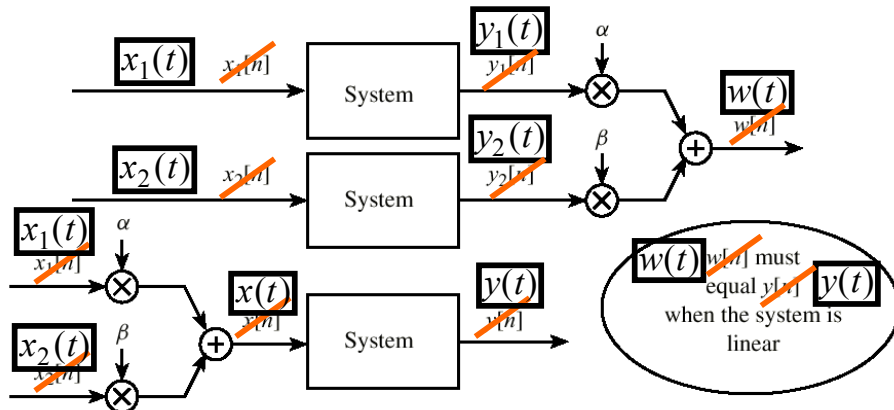 x₁(t) x₁[n] System y₁(t) y₁[n] α w(t) w[n]
x₂(t) x₂[n] System y₂(t) y₂[n] β
x₁(t) x₁[n] α
x(t) x[n] System y(t) y[n]
x₂(t) x₂[n] β
w(t) w[n] must
equal y[n] y(t)
when the system is
linear